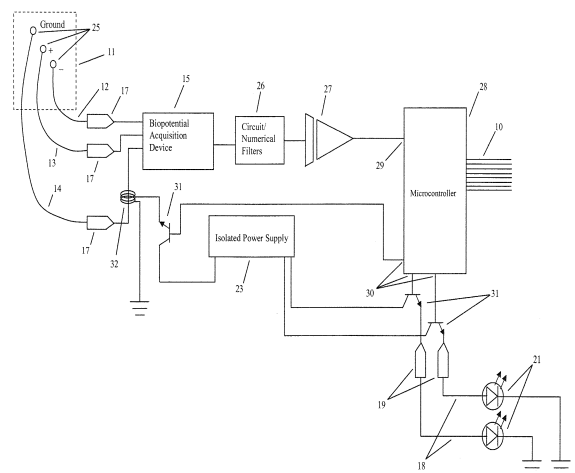 Ground
25
+
−
11
12
17
15
26
27
28
Biopotential
Acquisition
Device
Circuit/
Numerical
Filters
10
13
17
29
Microcontroller
14
31
17
32
Isolated Power Supply
23
30
31
19
21
18